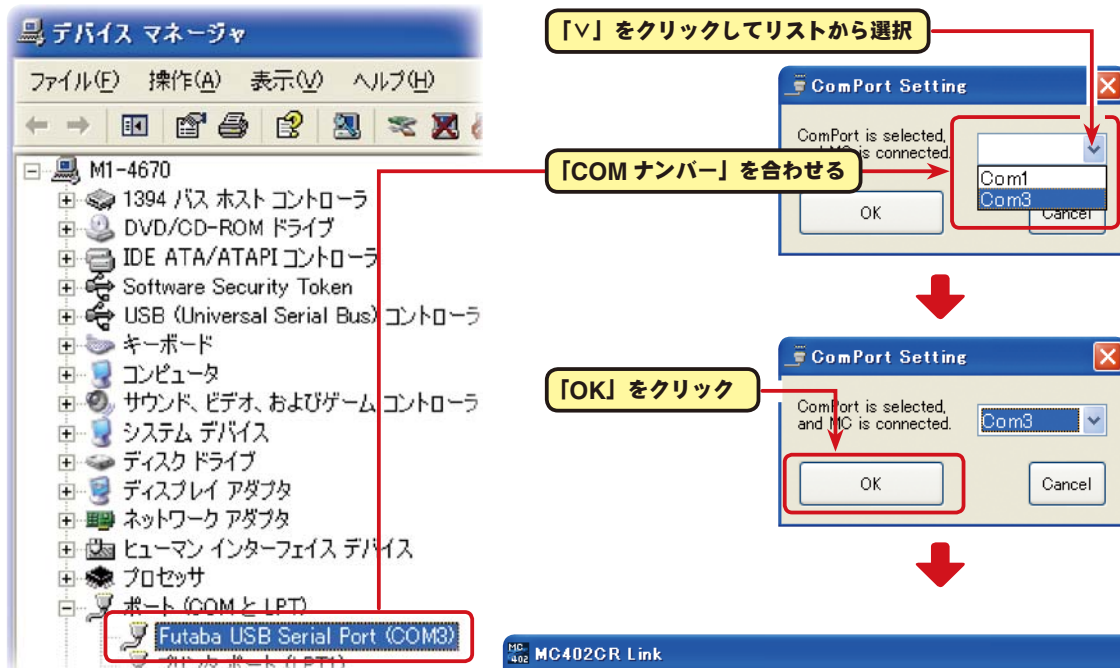 デバイス マネージャ
ファイル(F) 操作(A) 表示(V) ヘルプ(H)
M1-4670
1394 バス ホスト コントローラ
DVD/CD-ROM ドライブ
IDE ATA/ATAPI コントローラ
Software Security Token
USB (Universal Serial Bus) コントローラ
キーボード
コンピュータ
サウンド、ビデオ、およびゲーム コントローラ
システム デバイス
ディスク ドライブ
ディスプレイ アダプタ
ネットワーク アダプタ
ヒューマン インターフェイス デバイス
プロセッサ
ポート (COM と LPT)
Futaba USB Serial Port (COM3)
プリンタ ポート (LPT1)
「∨」をクリックしてリストから選択
ComPort Setting
ComPort is selected,
is connected.
「COM ナンバー」を合わせる
Com1
Com3
OK
Cancel
ComPort Setting
「OK」をクリック
ComPort is selected,
and MC is connected.
Com3
OK
Cancel
MC402CR Link